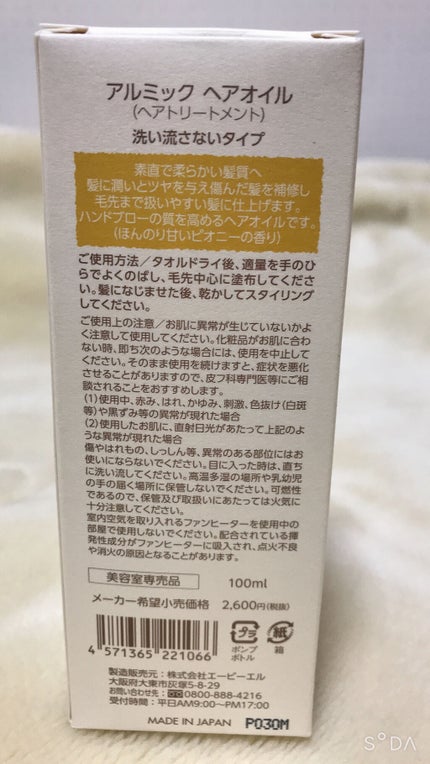 アルミック ヘアオイル
(ヘアトリートメント)
洗い流さないタイプ
素直で柔らかい髪質へ
髪に潤いとツヤを与え傷んだ髪を補修し
毛先まで扱いやすい髪に仕上げます。
ハンドブローの質を高めるヘアオイルです。
(ほんのり甘いピオニーの香り)
ご使用方法/タオルドライ後、適量を手のひ
らでよくのばし、毛先中心に塗布してくださ
い。髪になじませた後、乾かしてスタイリング
してください。
ご使用上の注意/お肌に異常が生じていないかよ
く注意して使用してください。化粧品がお肌に合わ
ない時、即ち次のような場合には、使用を中止して
ください。そのまま使用を続けますと、症状を悪化
させることがありますので、皮フ科専門医等にご相
談されることをおすすめします。
(1)使用中、赤み、はれ、かゆみ、刺激、色抜け(白斑
等)や黒ずみ等の異常が現れた場合
(2)使用したお肌に、直射日光があたって上記のよ
うな異常が現れた場合
傷やはれもの、しっしん等、異常のある部位にはお
使いにならないでください。目に入った時は、直ち
に洗い流してください。高温多湿の場所や乳幼児
の手の届く場所に保管しないでください。可燃性
であるので、保管及び取扱いにあたっては火気に
十分注意してください。
室内空気を取り入れるファンヒーターを使用中の
部屋で使用しないでください。配合されている揮
発性成分がファンヒーターに吸入され、点火不良
や消火の原因となることがあります。
美容室専売品 100ml
メーカー希望小売価格 2,600円(税抜)
4 571365 221066
プラ 紙
ポンプ 箱
ボトル
製造販売元:株式会社エービーエル
大阪府大東市灰塚5-8-29
お問い合わせ先:0800-888-4216
受付時間:平日AM9:00~PM17:00
MADE IN JAPAN P030M
SODA